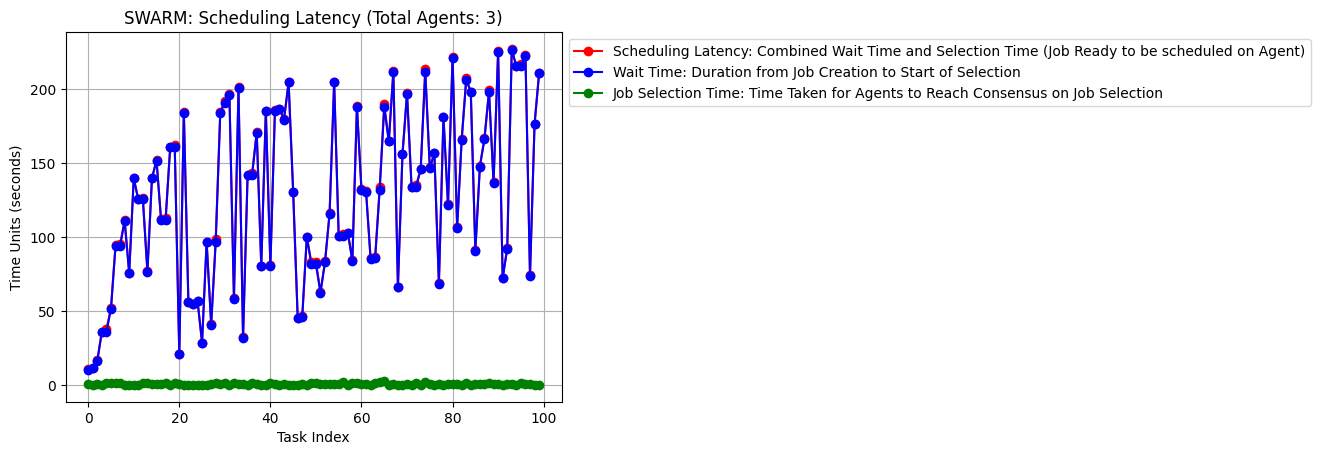 SWARM: Scheduling Latency (Total Agents: 3)
Scheduling Latency: Combined Wait Time and Selection Time (Job Ready to be scheduled on Agent)
Wait Time: Duration from Job Creation to Start of Selection
Job Selection Time: Time Taken for Agents to Reach Consensus on Job Selection
Time Units (seconds)
200
150
100
50
0
0 20 40 60 80 100
Task Index